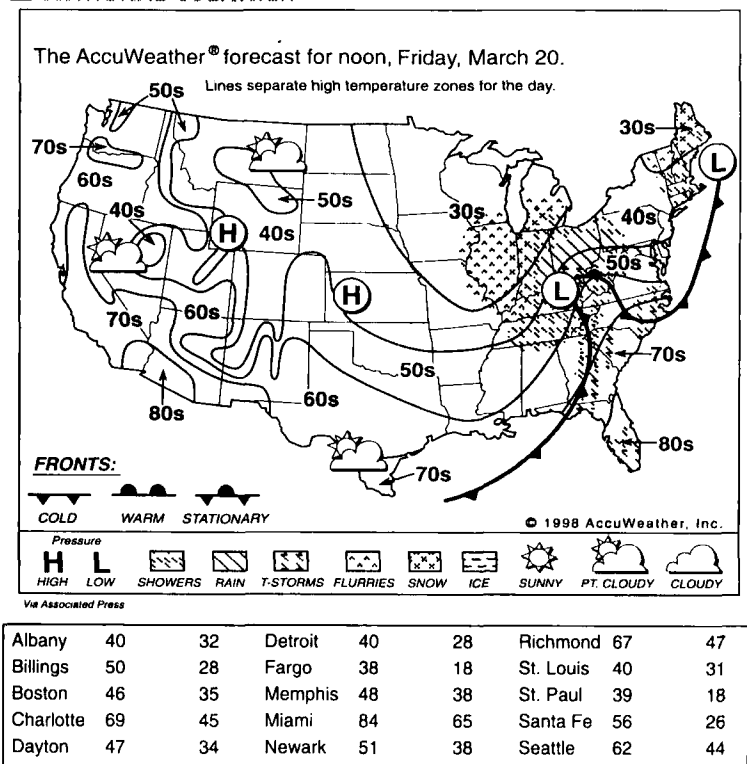 The AccuWeather® forecast for noon, Friday, March 20.
Lines separate high temperature zones for the day.
50s
70s
30s
L
60s
50s
40s
30s
40s
H
40s
50s
H
L
70s
60s
70s
50s
80s
60s
80s
70s
FRONTS:
COLD WARM STATIONARY
© 1998 AccuWeather, Inc.
Pressure
H L
HIGH LOW SHOWERS RAIN T-STORMS FLURRIES SNOW ICE SUNNY PT. CLOUDY CLOUDY
Via Associated Press
Albany 40 32 Detroit 40 28 Richmond 67 47
Billings 50 28 Fargo 38 18 St. Louis 40 31
Boston 46 35 Memphis 48 38 St. Paul 39 18
Charlotte 69 45 Miami 84 65 Santa Fe 56 26
Dayton 47 34 Newark 51 38 Seattle 62 44